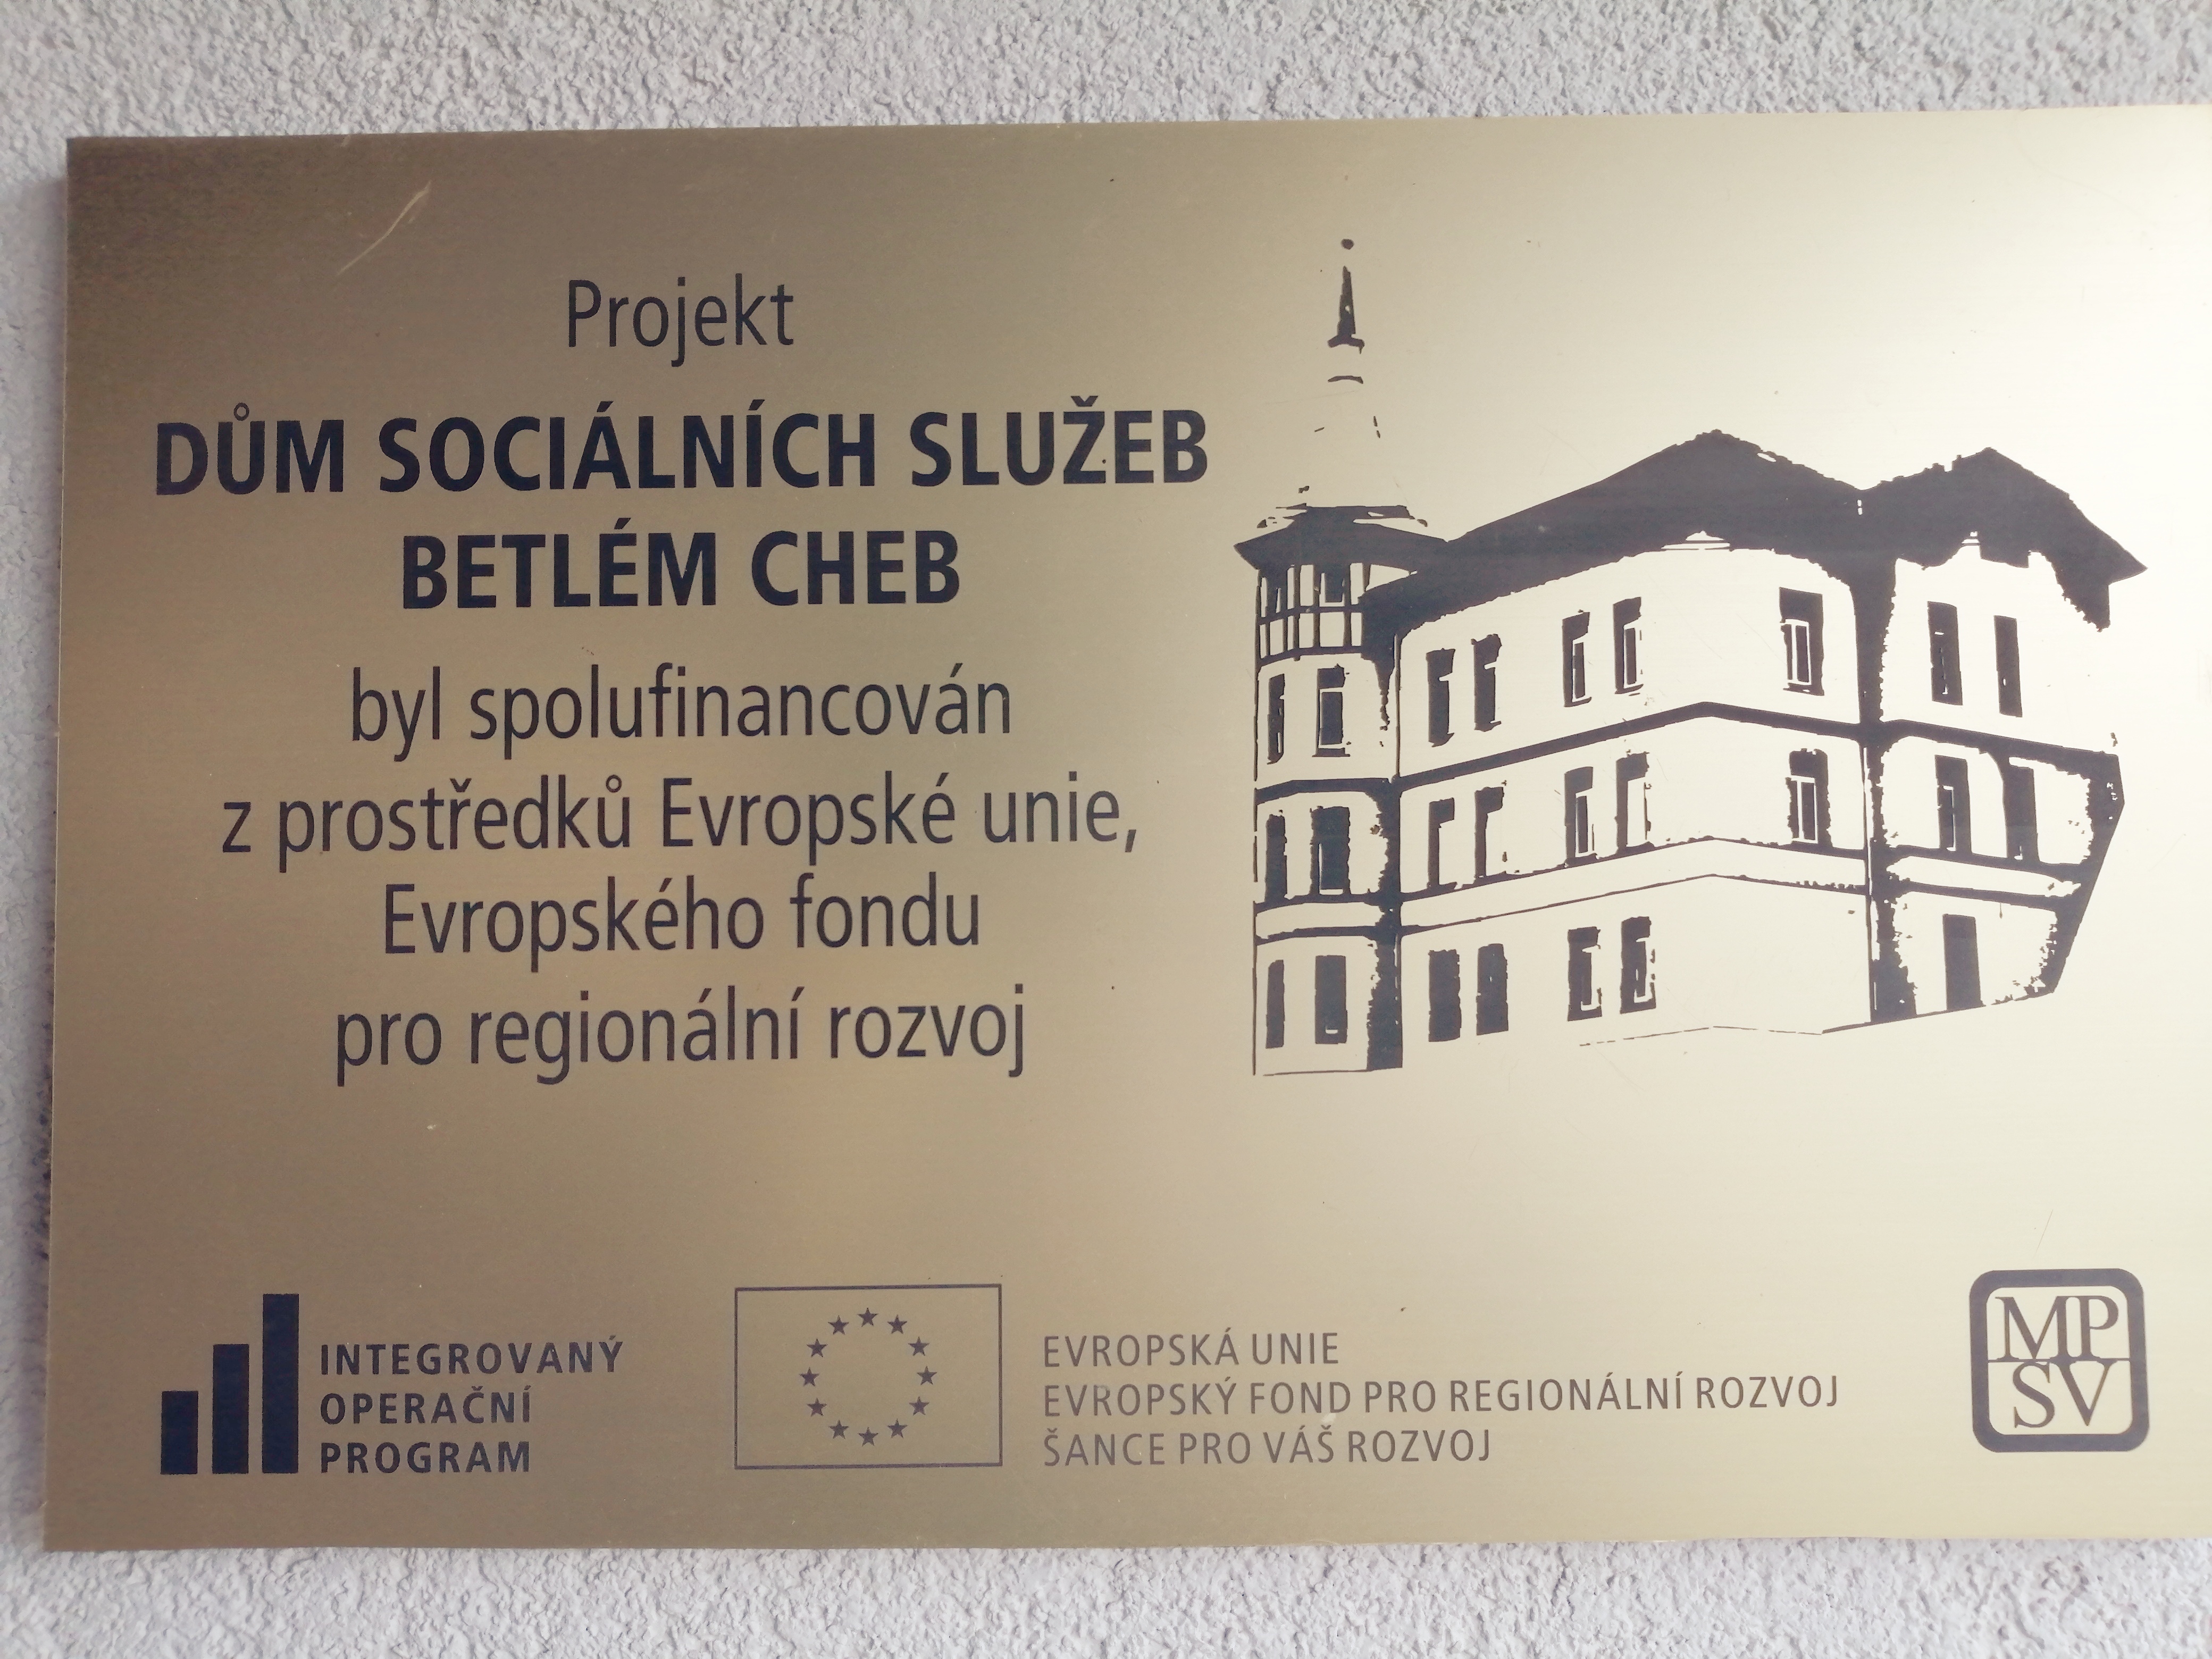 Projekt
DŮM SOCIÁLNÍCH SLUŽEB
BETLÉM CHEB
byl spolufinancován
z prostředků Evropské unie,
Evropského fondu
pro regionální rozvoj
INTEGROVANÝ
OPERAČNÍ
PROGRAM
EVROPSKÁ UNIE
EVROPSKÝ FOND PRO REGIONÁLNÍ ROZVOJ
ŠANCE PRO VÁŠ ROZVOJ
MP
SV